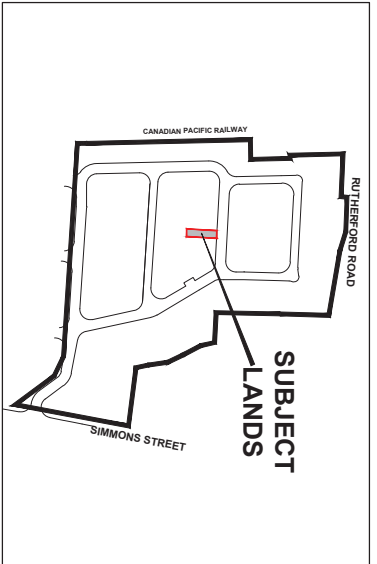 CANADIAN PACIFIC RAILWAY
RUTHERFORD ROAD
SUBJECT
LANDS
SIMMONS STREET